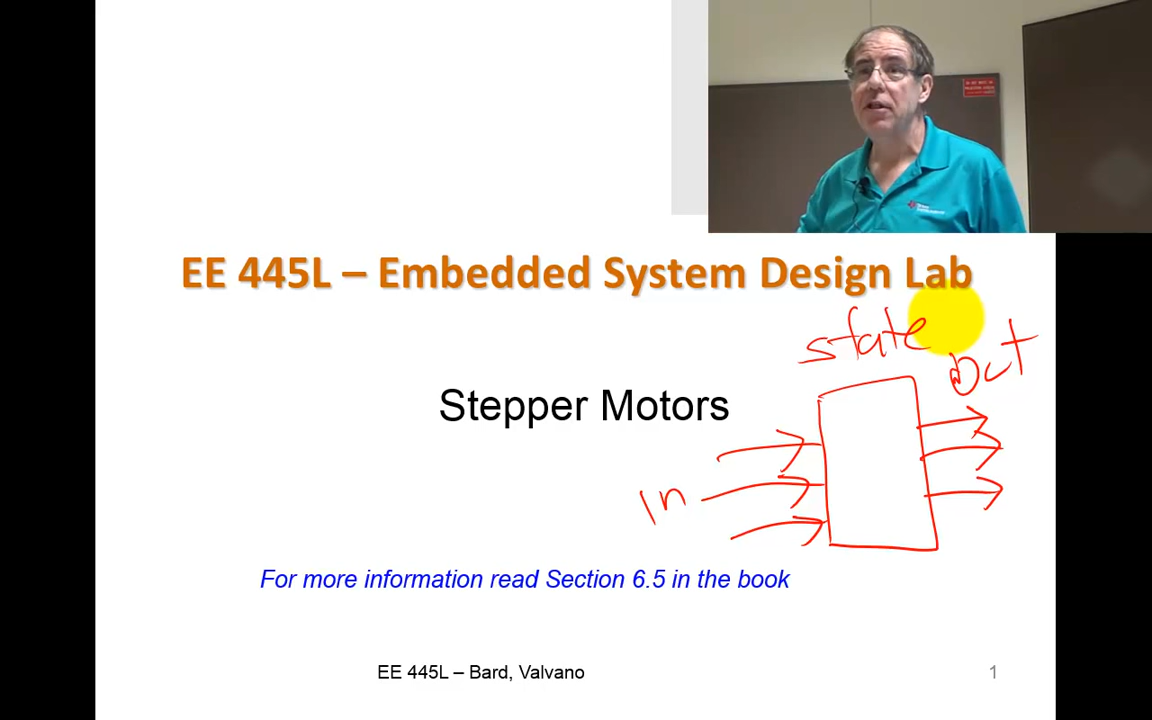 EE 445L – Embedded System Design Lab
state
Out
Stepper Motors
In
For more information read Section 6.5 in the book
EE 445L – Bard, Valvano
1